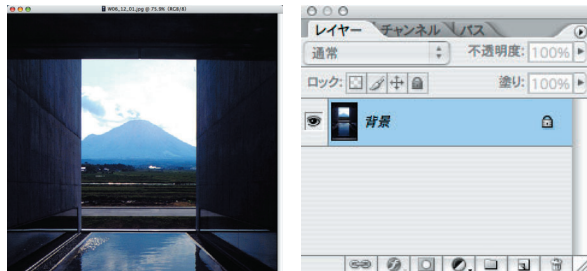 W06_12_01.jpg @ 75.9% (RGB/8)
レイヤー チャンネル パス
通常 不透明度: 100%
ロック: 塗り: 100%
背景